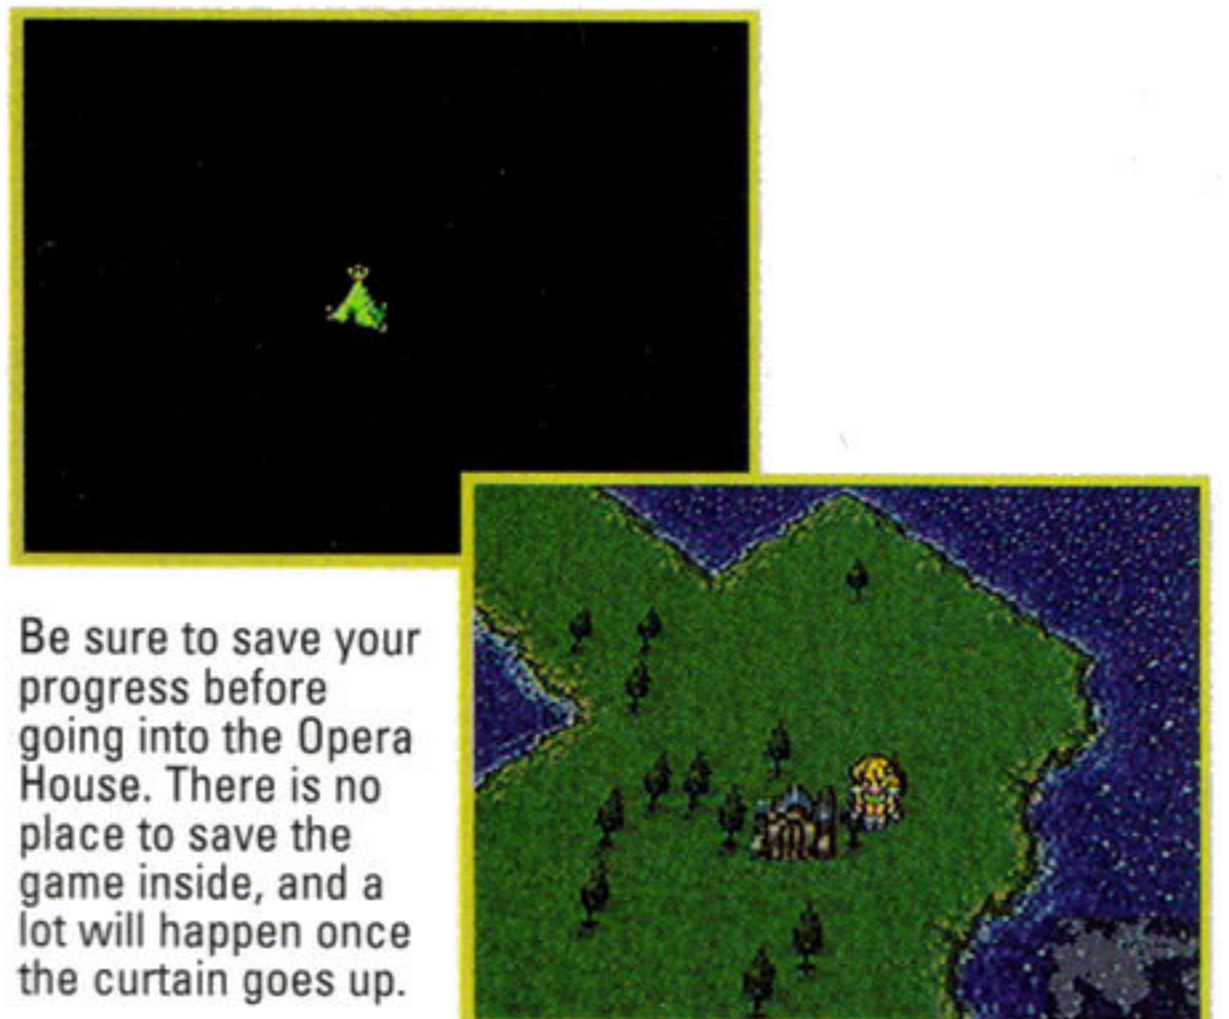 Be sure to save your
progress before
going into the Opera
House. There is no
place to save the
game inside, and a
lot will happen once
the curtain goes up.